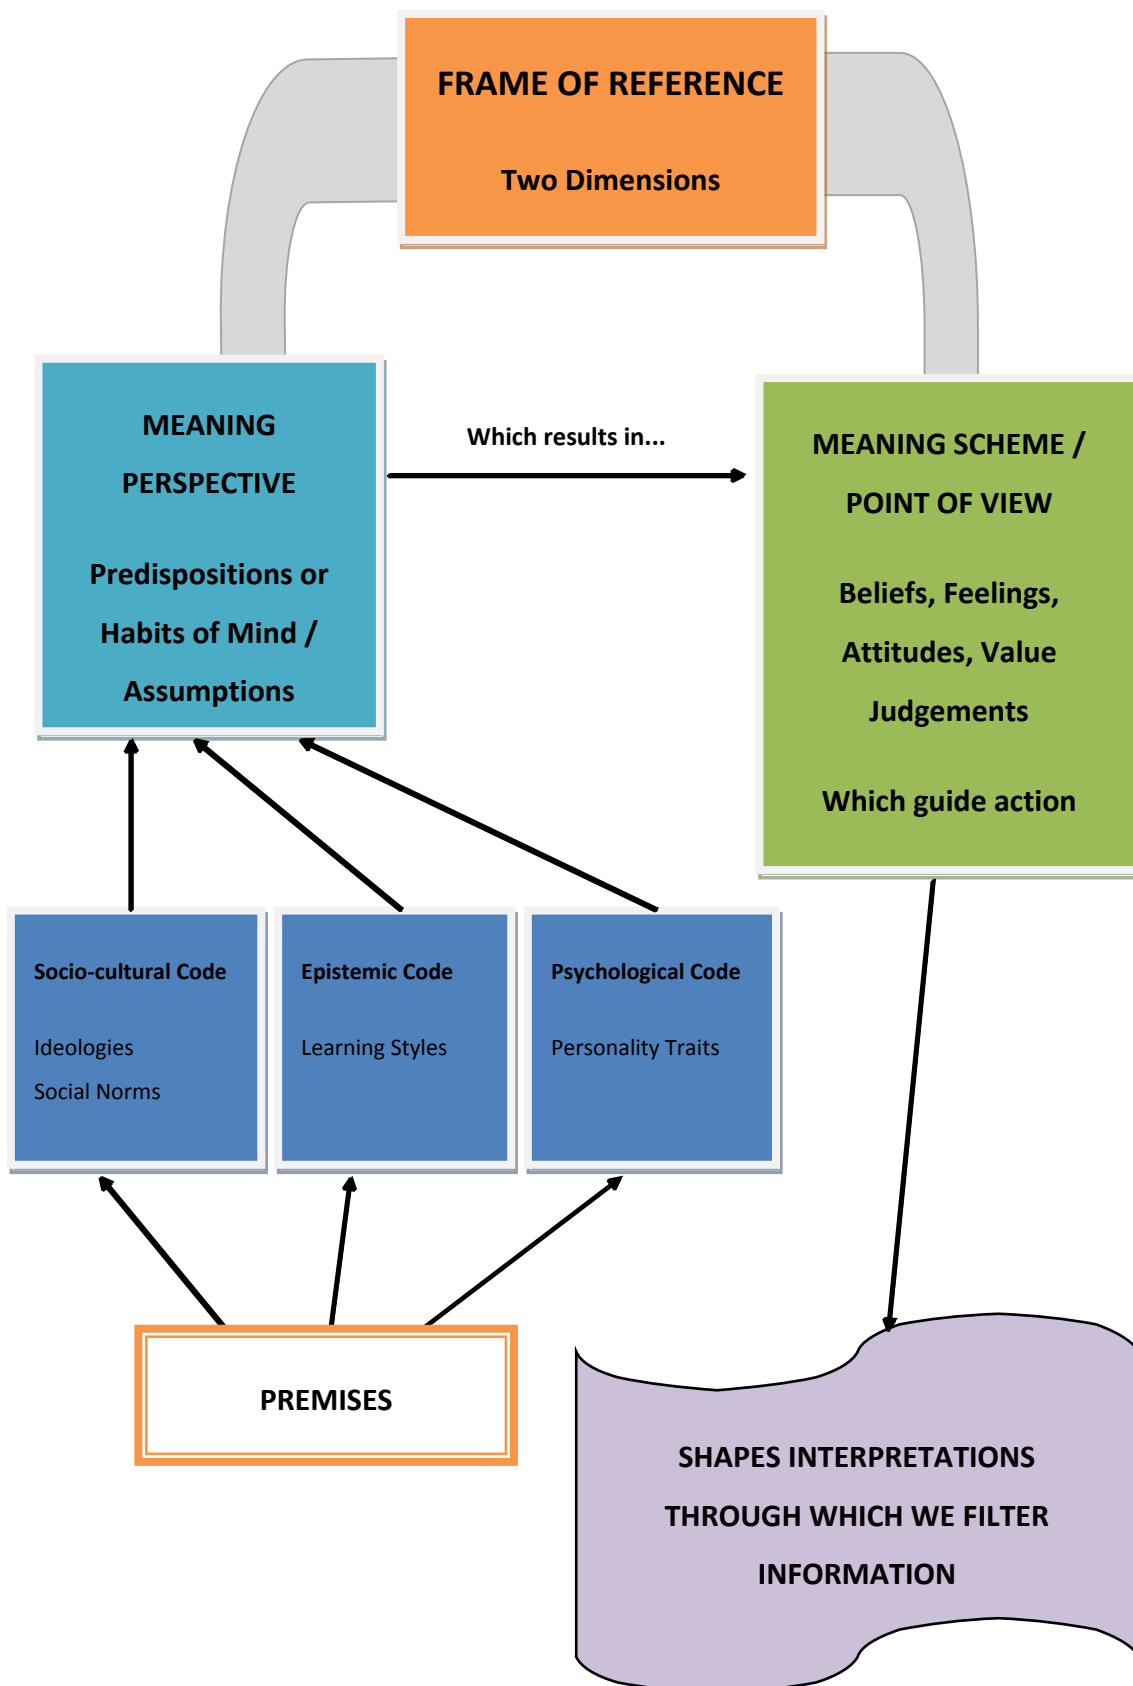 FRAME OF REFERENCE
Two Dimensions
MEANING
PERSPECTIVE
Predispositions or
Habits of Mind /
Assumptions
Which results in...
MEANING SCHEME /
POINT OF VIEW
Beliefs, Feelings,
Attitudes, Value
Judgements
Which guide action
Socio-cultural Code
Ideologies
Social Norms
Epistemic Code
Learning Styles
Psychological Code
Personality Traits
PREMISES
SHAPES INTERPRETATIONS
THROUGH WHICH WE FILTER
INFORMATION